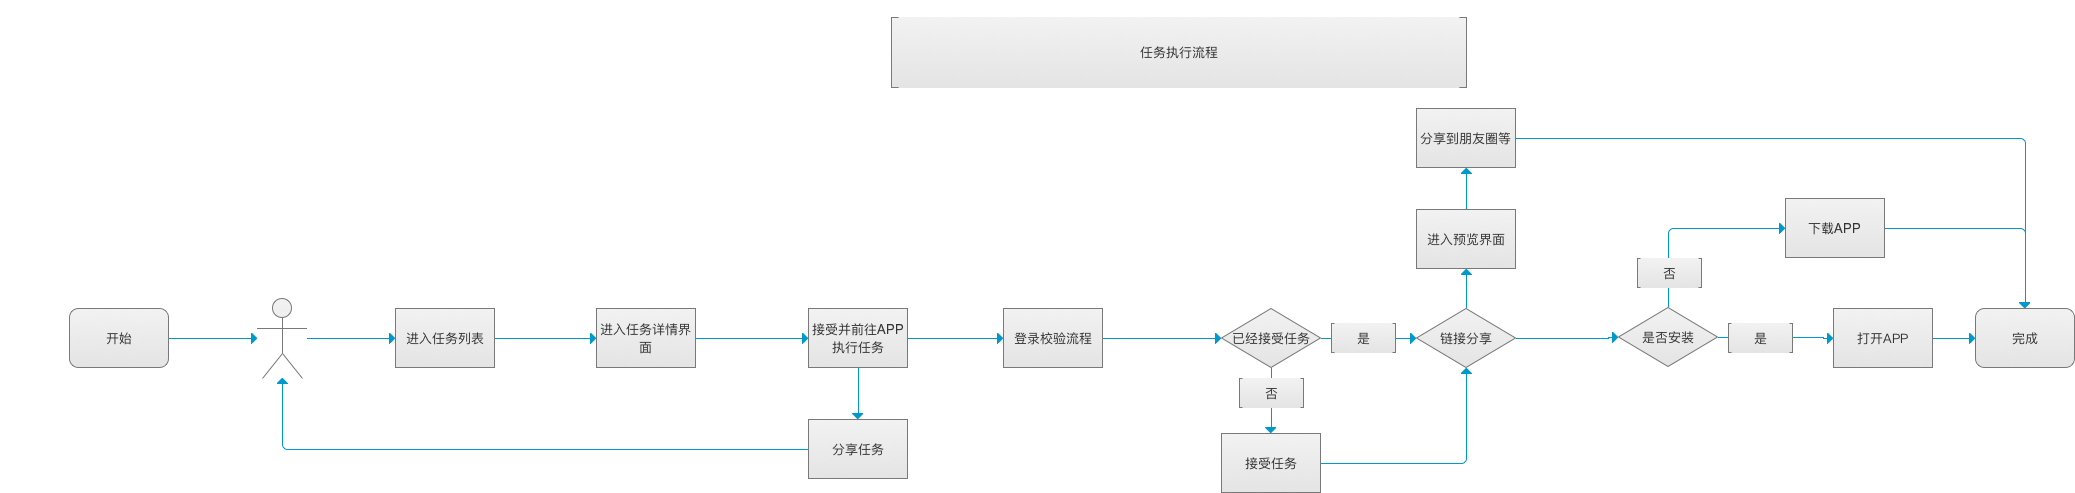 任务执行流程
分享到朋友圈等
进入预览界面
下载APP
否
开始
进入任务列表
进入任务详情界
面
接受并前往APP
执行任务
登录校验流程
已经接受任务
是
链接分享
是否安装
是
打开APP
完成
否
分享任务
接受任务